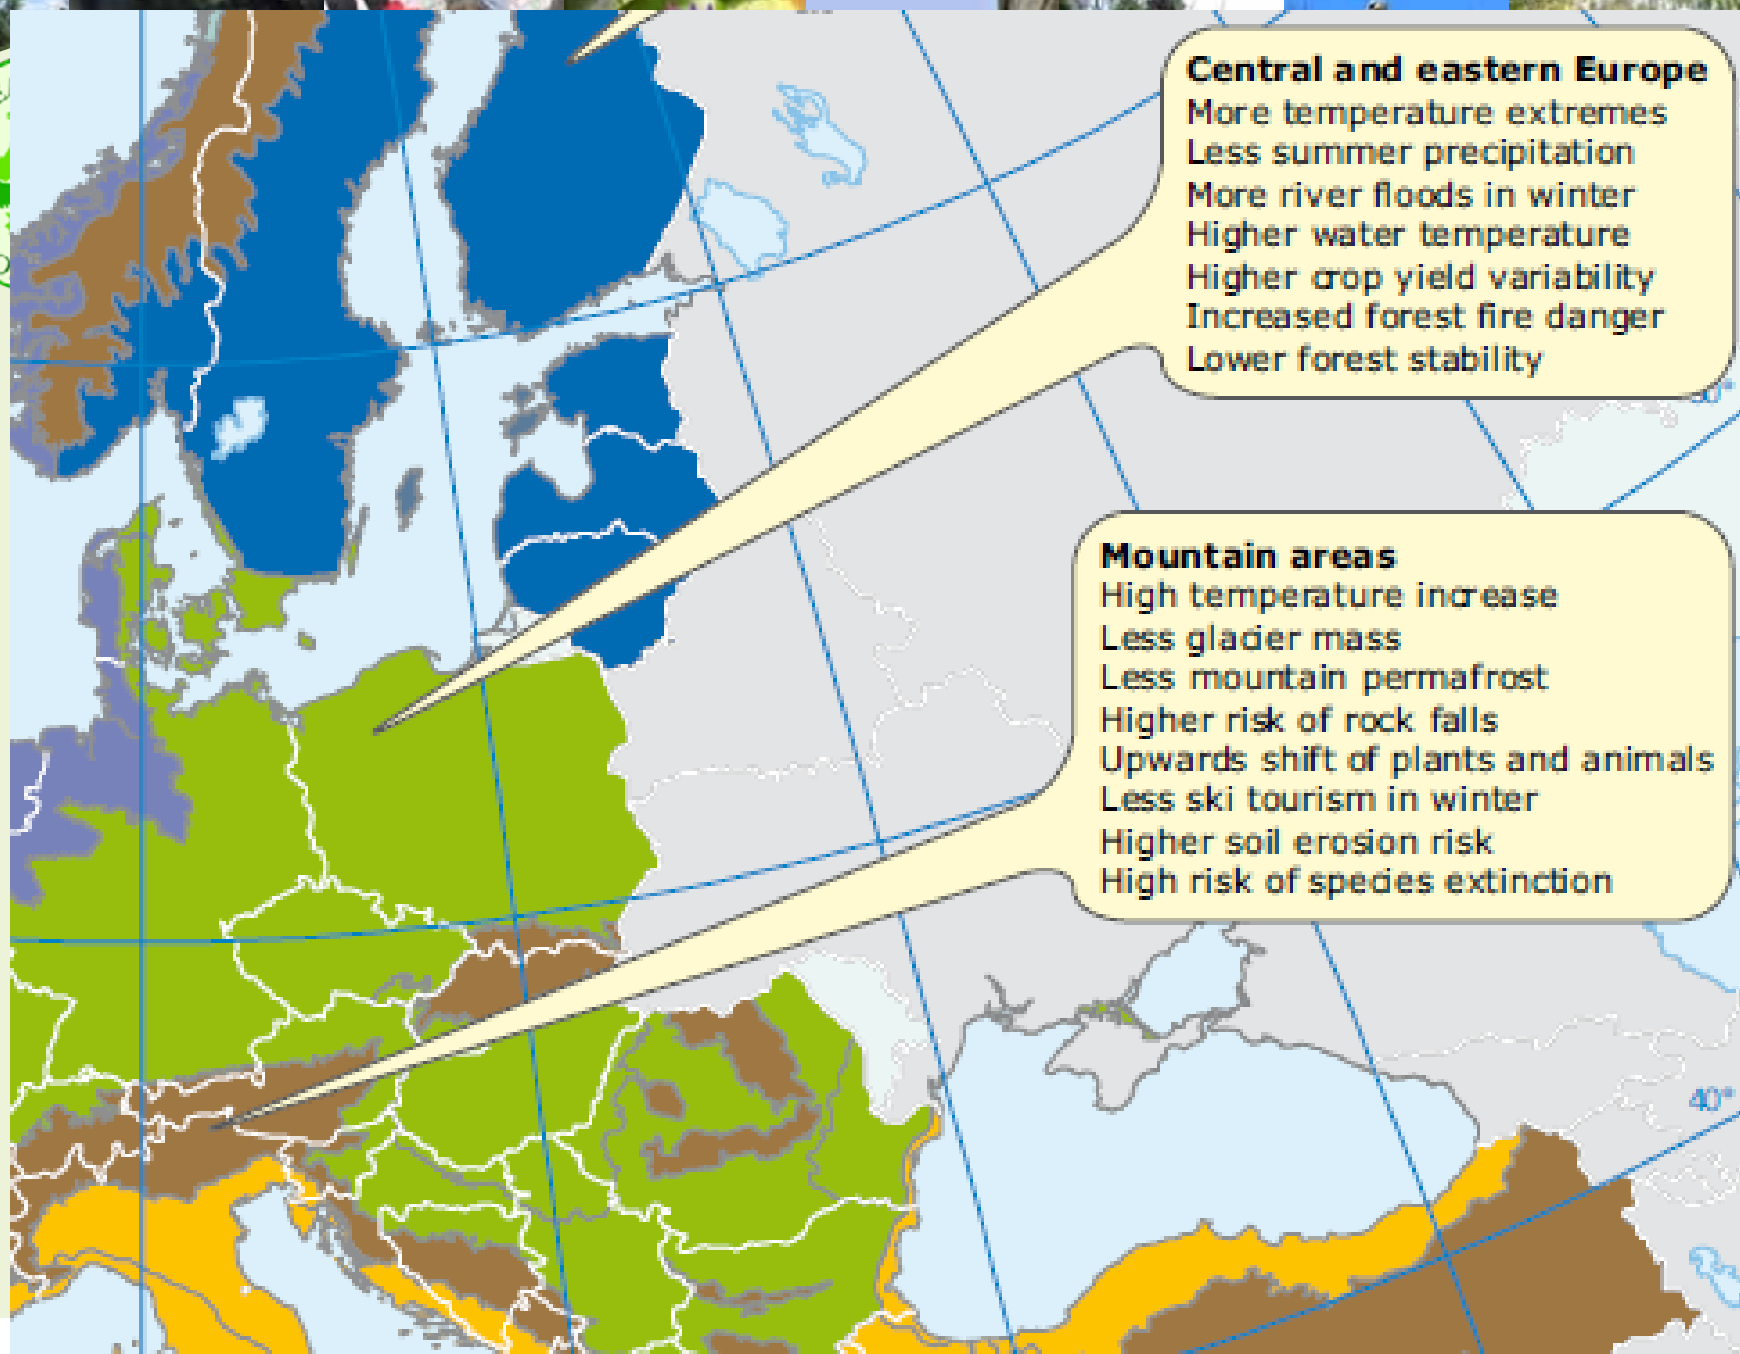 Central and eastern Europe
More temperature extremes
Less summer precipitation
More river floods in winter
Higher water temperature
Higher crop yield variability
Increased forest fire danger
Lower forest stability
Mountain areas
High temperature increase
Less glacier mass
Less mountain permafrost
Higher risk of rock falls
Upwards shift of plants and animals
Less ski tourism in winter
Higher soil erosion risk
High risk of species extinction
40°